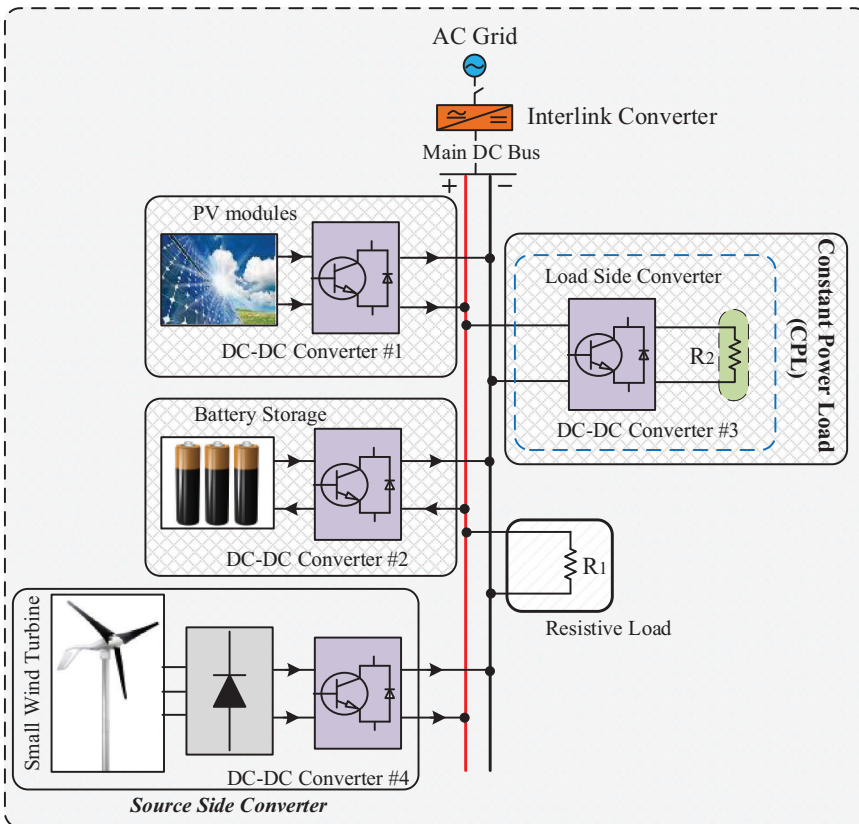 AC Grid
Interlink Converter
Main DC Bus
+
−
PV modules
DC-DC Converter #1
Load Side Converter
R2
DC-DC Converter #3
Constant Power Load
(CPL)
Battery Storage
DC-DC Converter #2
R1
Resistive Load
Small Wind Turbine
DC-DC Converter #4
Source Side Converter